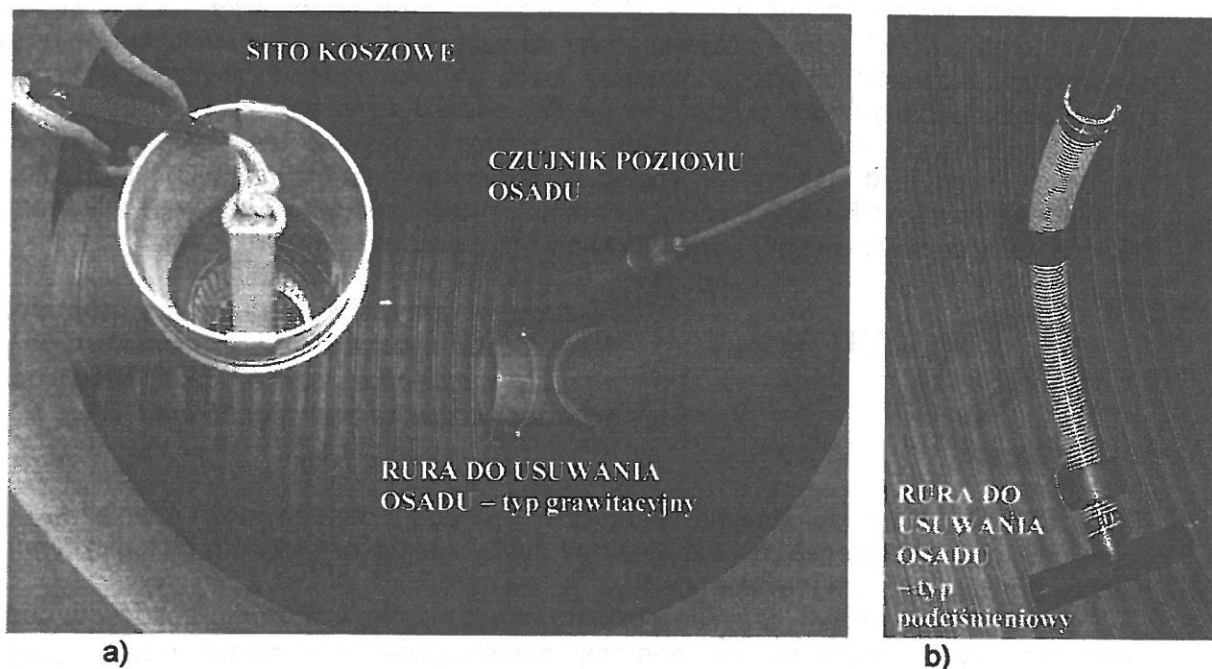 SITO KOSZOWE
CZUJNIK POZIOMU
OSADU
RURA DO USUWANIA
OSADU – typ grawitacyjny
a)
RURA DO
USUWANIA
OSADU
– typ
podciśnieniowy
b)